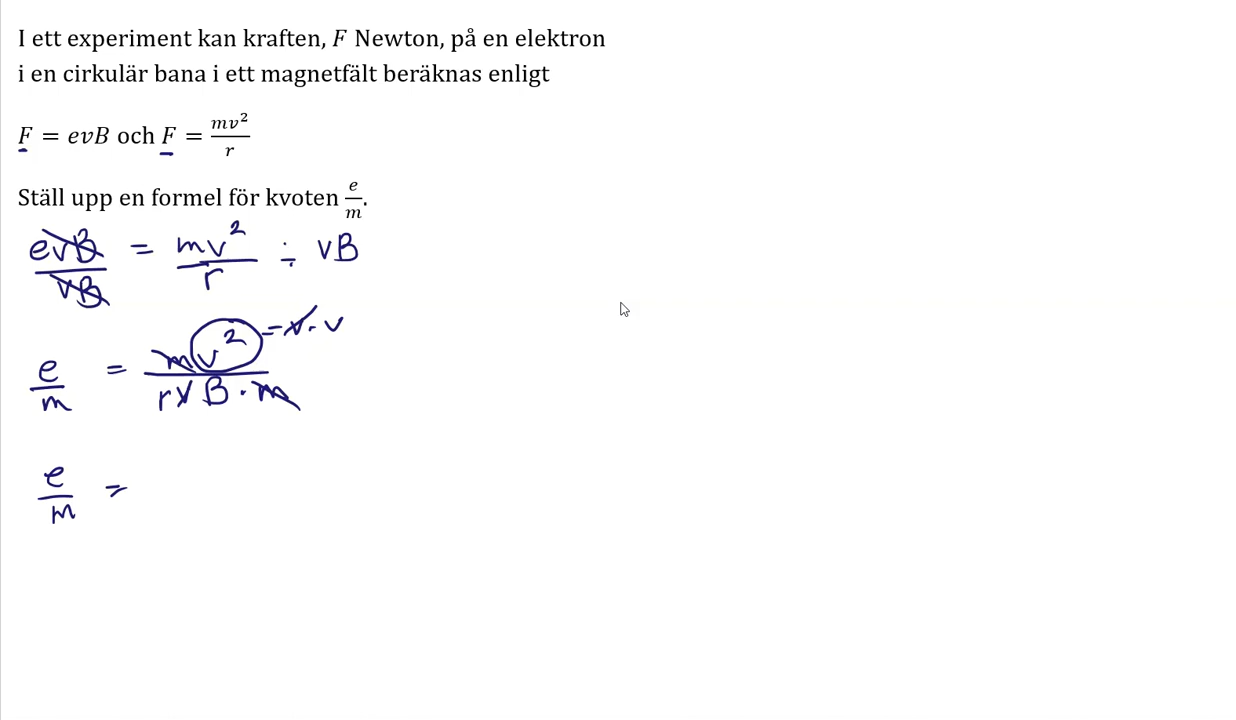 I ett experiment kan kraften, F Newton, på en elektron
i en cirkulär bana i ett magnetfält beräknas enligt
F = evB och F = mv²/r
Ställ upp en formel för kvoten e/m.
evB/vB = mv²/r ÷ vB
e/m = mv²/rvB·m = v·v
e/m =